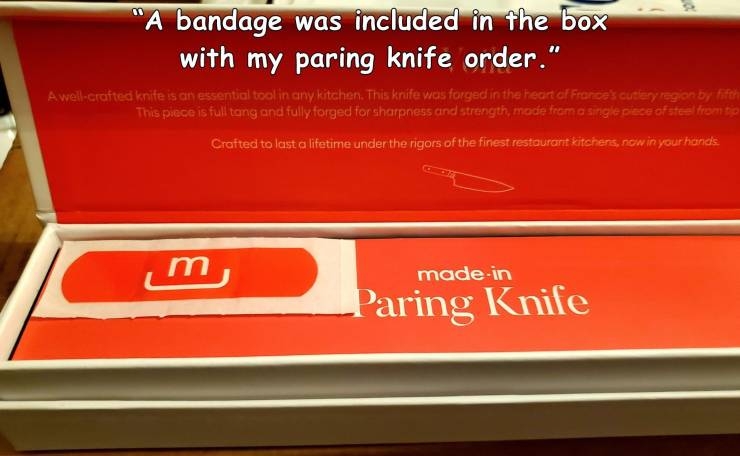 "A bandage was included in the box
with my paring knife order."
Voilà
A well-crafted knife is an essential tool in any kitchen. This knife was forged in the heart of France's cutlery region by fifth
This piece is full tang and fully forged for sharpness and strength, made from a single piece of steel from tip
Crafted to last a lifetime under the rigors of the finest restaurant kitchens, now in your hands.
m
made-in
Paring Knife